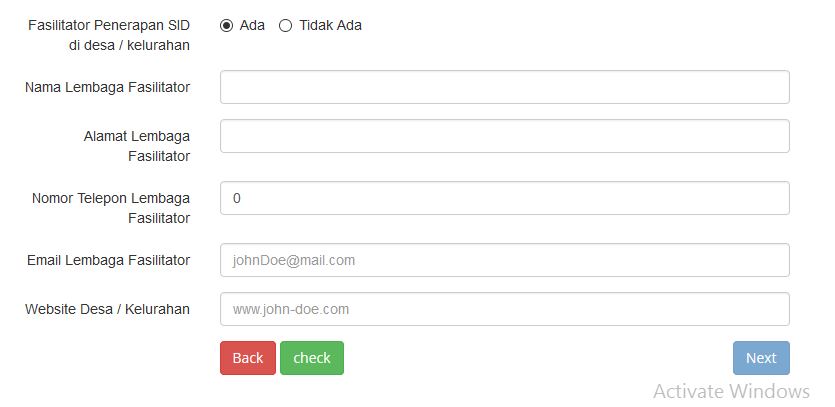 Fasilitator Penerapan SID
di desa / kelurahan
Ada Tidak Ada
Nama Lembaga Fasilitator
Alamat Lembaga
Fasilitator
Nomor Telepon Lembaga
Fasilitator
0
Email Lembaga Fasilitator
johnDoe@mail.com
Website Desa / Kelurahan
www.john-doe.com
Back check Next
Activate Windows